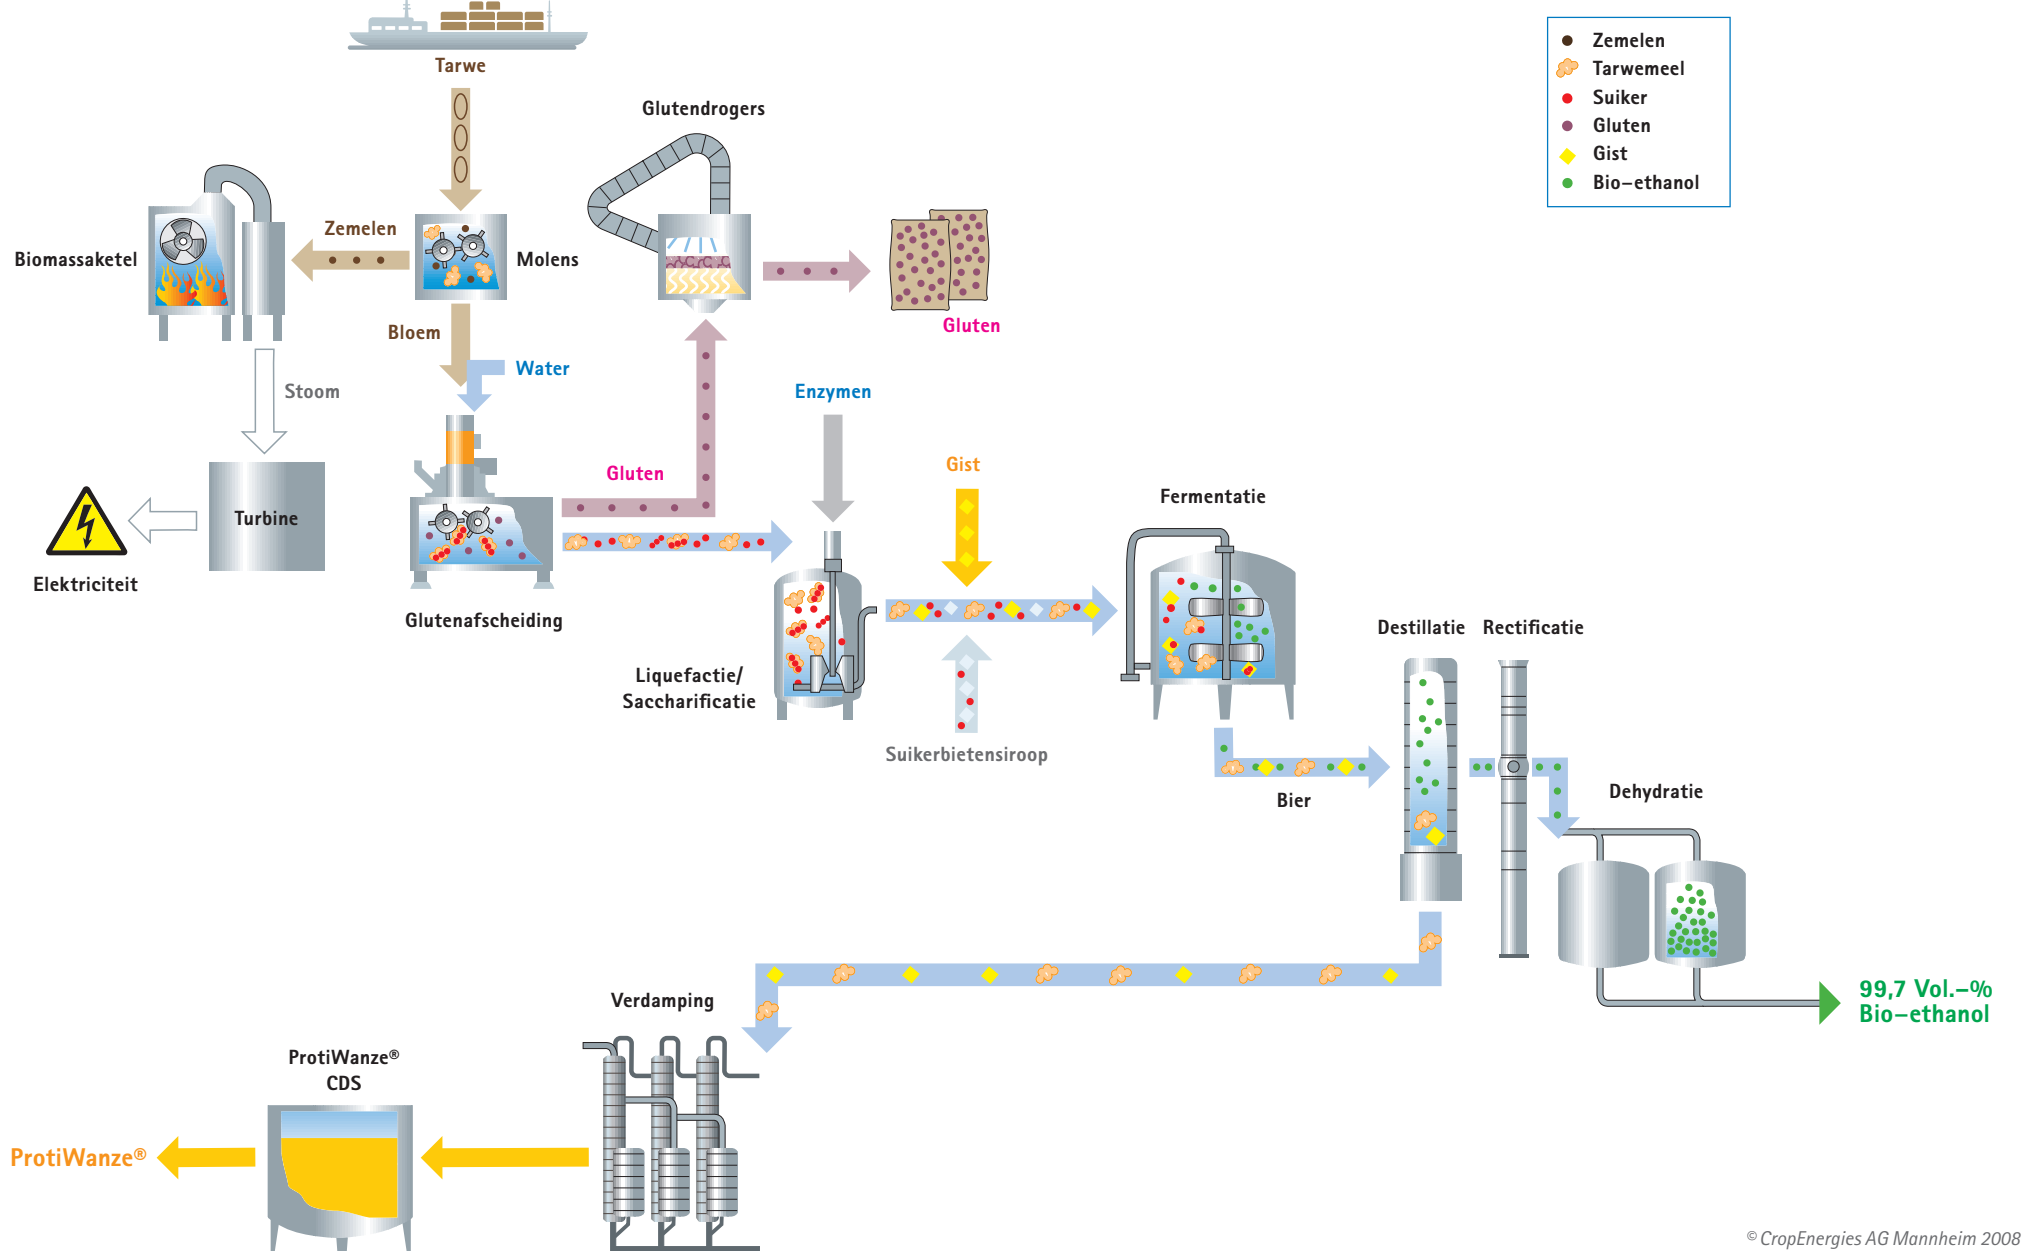 Tarwe
Zemelen
Tarwemeel
Suiker
Gluten
Gist
Bio-ethanol
Glutendrogers
Zemelen
Biomassaketel
Molens
Gluten
Bloem
Water
Stoom
Enzymen
Gluten
Gist
Fermentatie
Turbine
Elektriciteit
Glutenafscheiding
Destillatie
Rectificatie
Liquefactie/
Saccharificatie
Suikerbietensiroop
Bier
Dehydratie
99,7 Vol.-%
Bio-ethanol
Verdamping
ProtiWanze®
CDS
ProtiWanze®
© CropEnergies AG Mannheim 2008